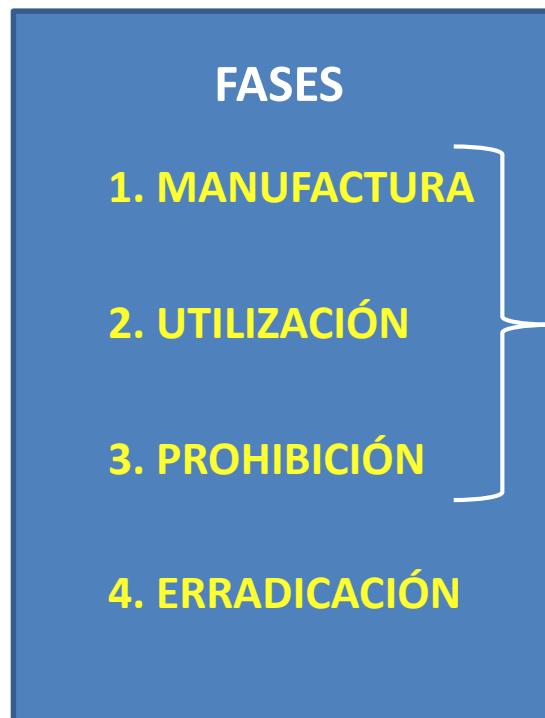 FASES
1. MANUFACTURA
2. UTILIZACIÓN
3. PROHIBICIÓN
4. ERRADICACIÓN